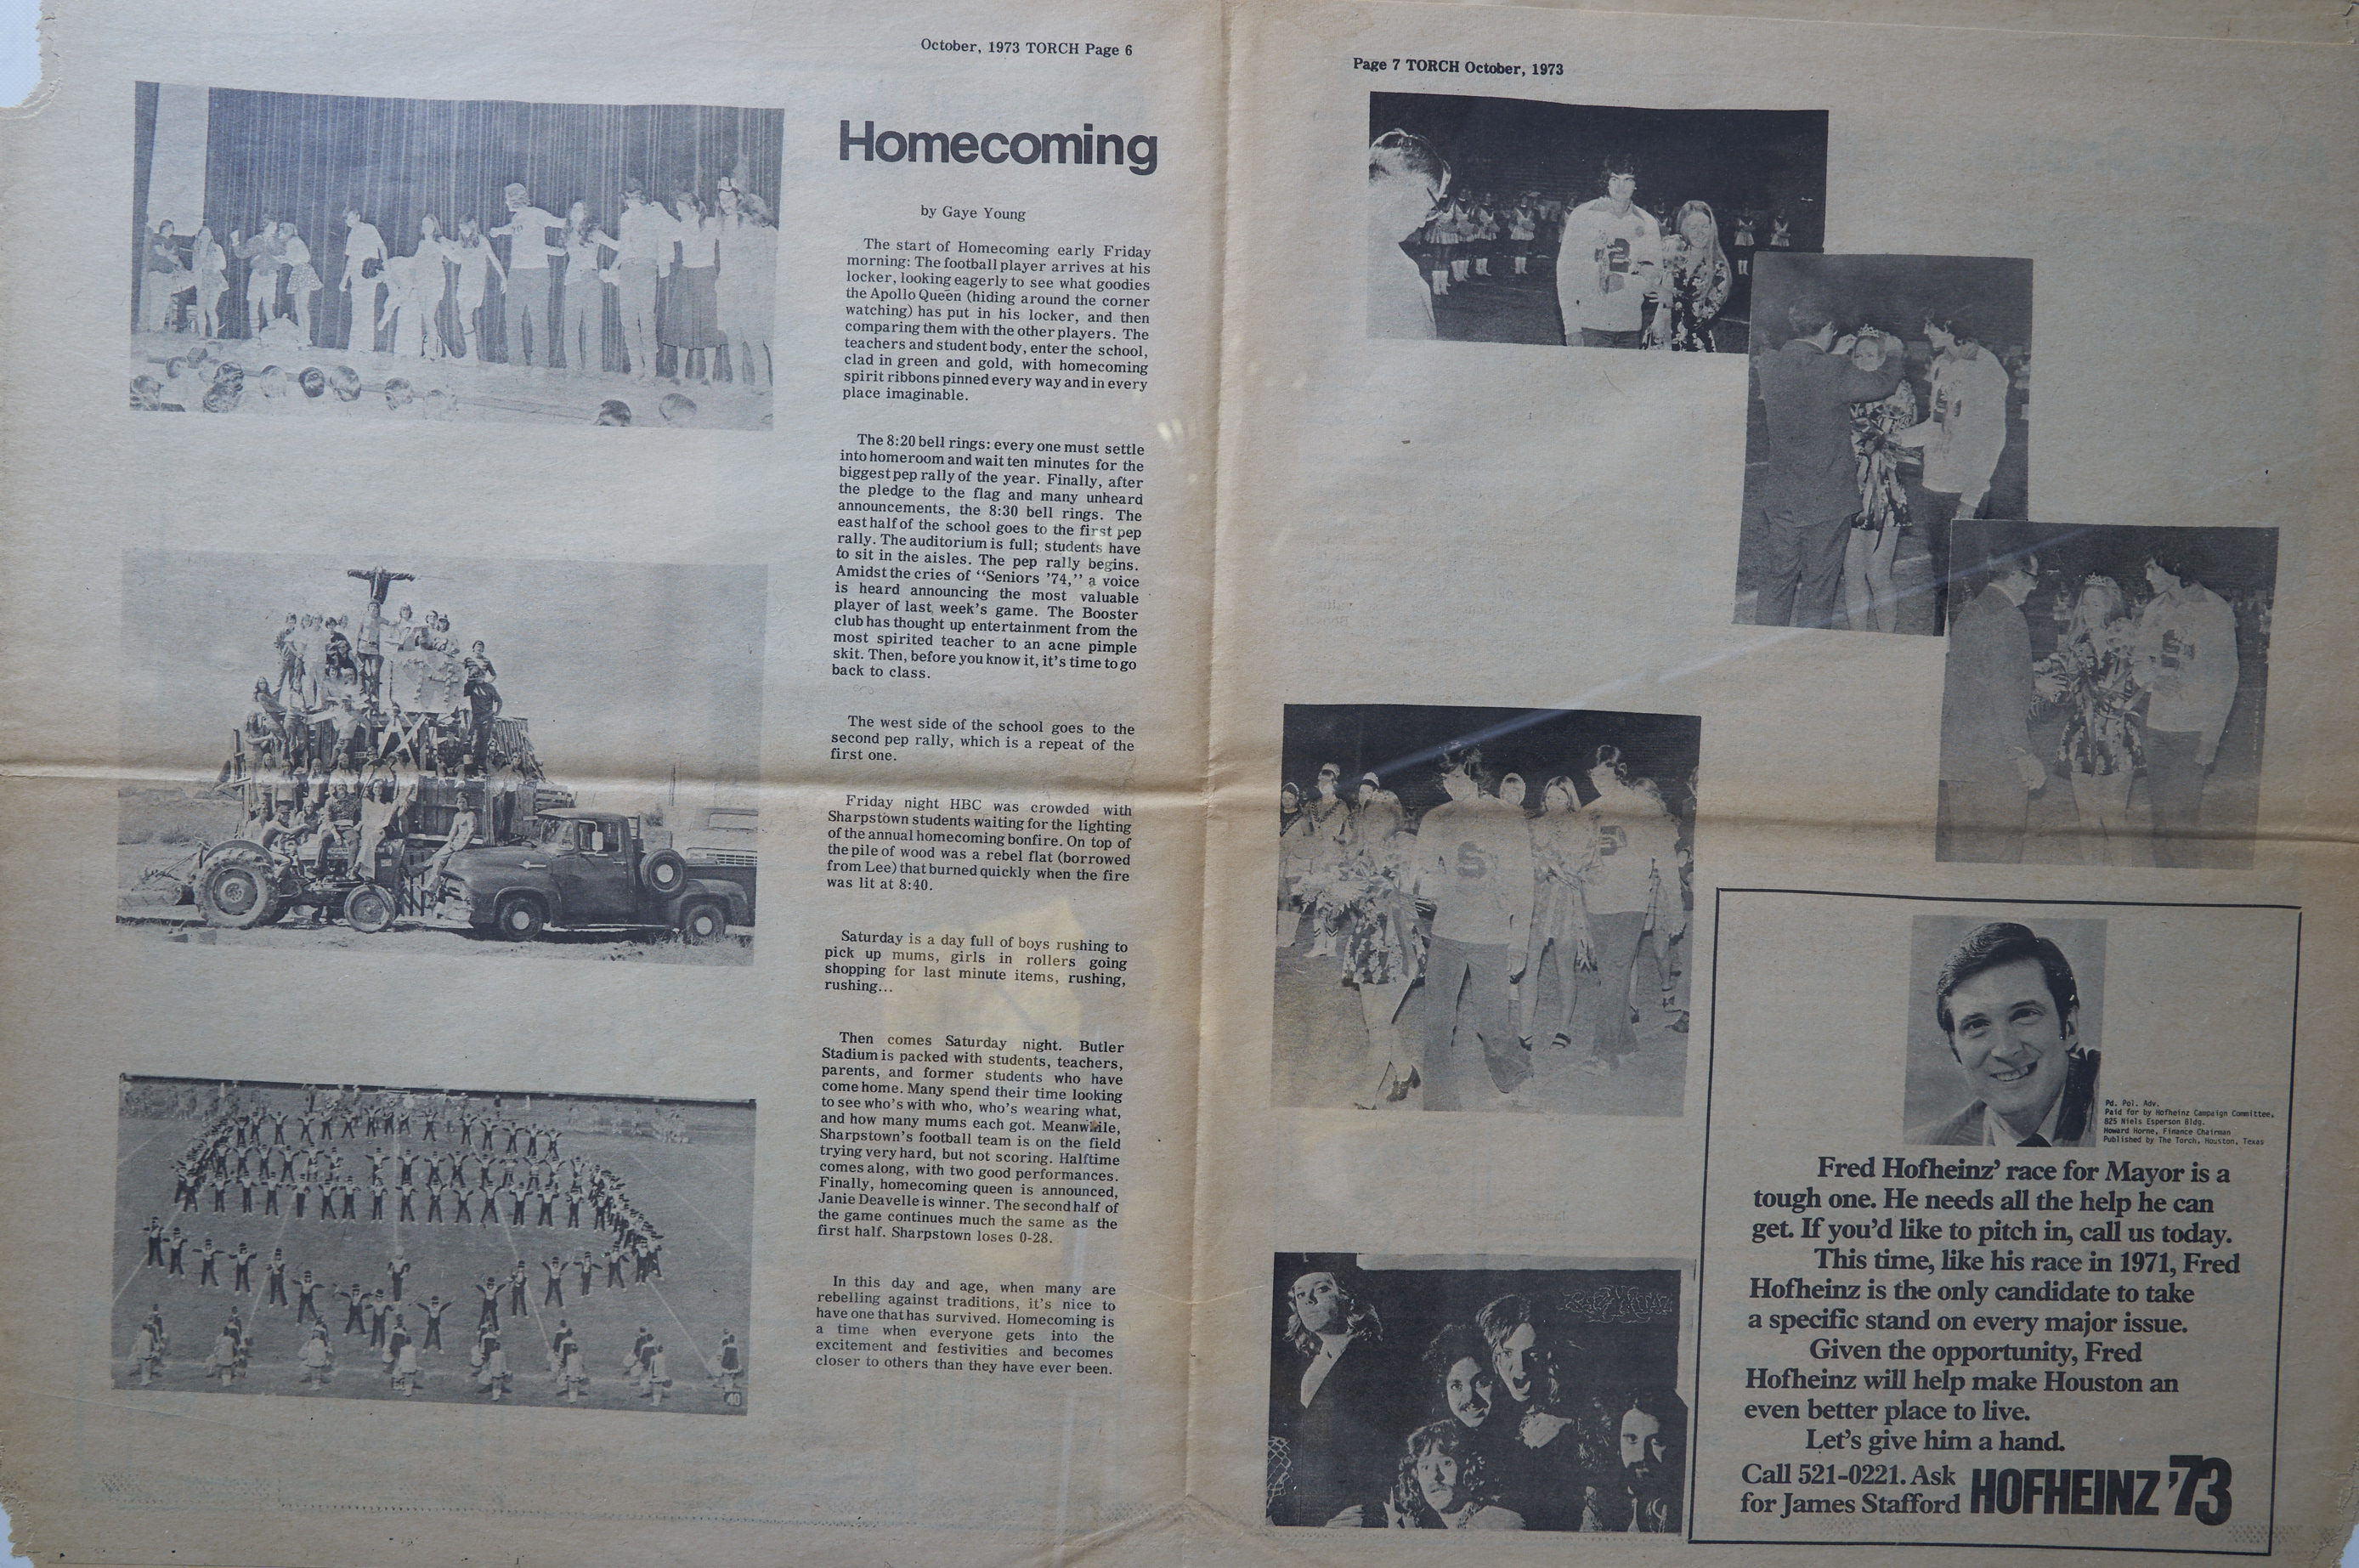 October, 1973 TORCH Page 6
Homecoming
by Gaye Young
The start of Homecoming early Friday
morning: The football player arrives at his
locker, looking eagerly to see what goodies
the Apollo Queen (hiding around the corner
watching) has put in his locker, and then
comparing them with the other players. The
teachers and student body, enter the school,
clad in green and gold, with homecoming
spirit ribbons pinned every way and in every
place imaginable.
The 8:20 bell rings: every one must settle
into homeroom and wait ten minutes for the
biggest pep rally of the year. Finally, after
the pledge to the flag and many unheard
announcements, the 8:30 bell rings. The
east half of the school goes to the first pep
rally. The auditorium is full; students have
to sit in the aisles. The pep rally begins.
Amidst the cries of "Seniors '74," a voice
is heard announcing the most valuable
player of last week's game. The Booster
club has thought up entertainment from the
most spirited teacher to an acne pimple
skit. Then, before you know it, it's time to go
back to class.
The west side of the school goes to the
second pep rally, which is a repeat of the
first one.
Friday night HBC was crowded with
Sharpstown students waiting for the lighting
of the annual homecoming bonfire. On top of
the pile of wood was a rebel flat (borrowed
from Lee) that burned quickly when the fire
was lit at 8:40.
Saturday is a day full of boys rushing to
pick up mums, girls in rollers going
shopping for last minute items, rushing,
rushing...
Then comes Saturday night. Butler
Stadium is packed with students, teachers,
parents, and former students who have
come home. Many spend their time looking
to see who's with who, who's wearing what,
and how many mums each got. Meanwhile,
Sharpstown's football team is on the field
trying very hard, but not scoring. Halftime
comes along, with two good performances.
Finally, homecoming queen is announced,
Janie Deavelle is winner. The second half of
the game continues much the same as the
first half. Sharpstown loses 0-28.
In this day and age, when many are
rebelling against traditions, it's nice to
have one that has survived. Homecoming is
a time when everyone gets into the
excitement and festivities and becomes
closer to others than they have ever been.
40
Page 7 TORCH October, 1973
2
S
S
S
Pd. Pol. Adv.
Paid for by Hofheinz Campaign Committee,
825 Niels Esperson Bldg.
Howard Horne, Finance Chairman
Published by The Torch, Houston, Texas
Fred Hofheinz' race for Mayor is a
tough one. He needs all the help he can
get. If you'd like to pitch in, call us today.
This time, like his race in 1971, Fred
Hofheinz is the only candidate to take
a specific stand on every major issue.
Given the opportunity, Fred
Hofheinz will help make Houston an
even better place to live.
Let's give him a hand.
Call 521-0221. Ask
for James Stafford
HOFHEINZ '73